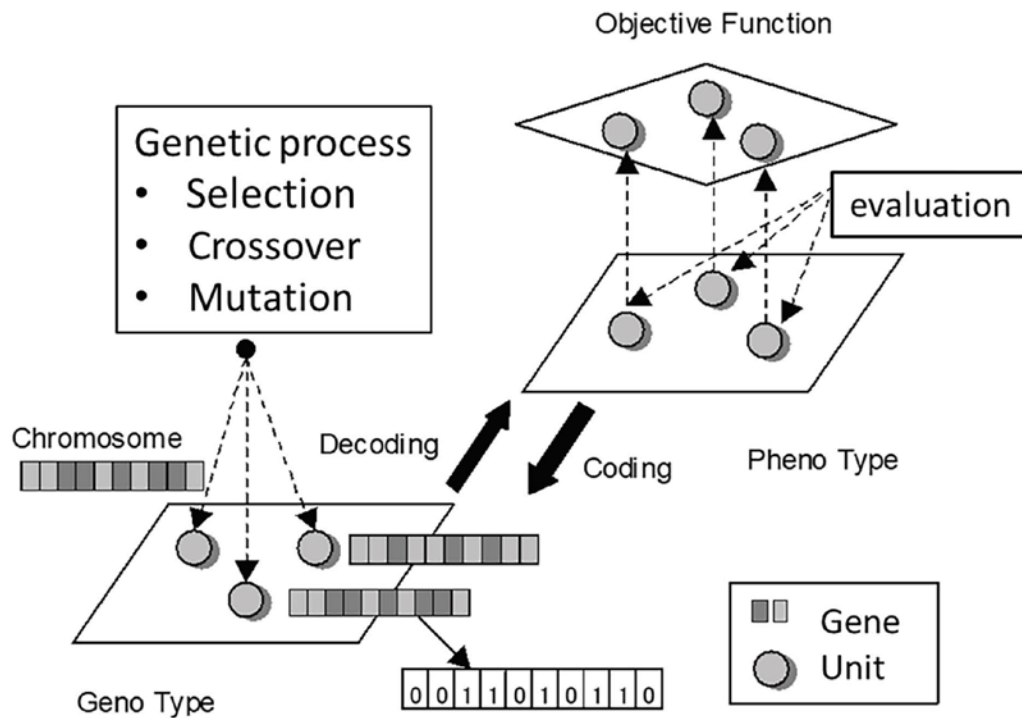 Objective Function
Genetic process
• Selection
• Crossover
• Mutation
evaluation
Chromosome
Decoding
Coding
Pheno Type
Gene
Unit
Geno Type
0 0 1 1 0 1 0 1 1 0